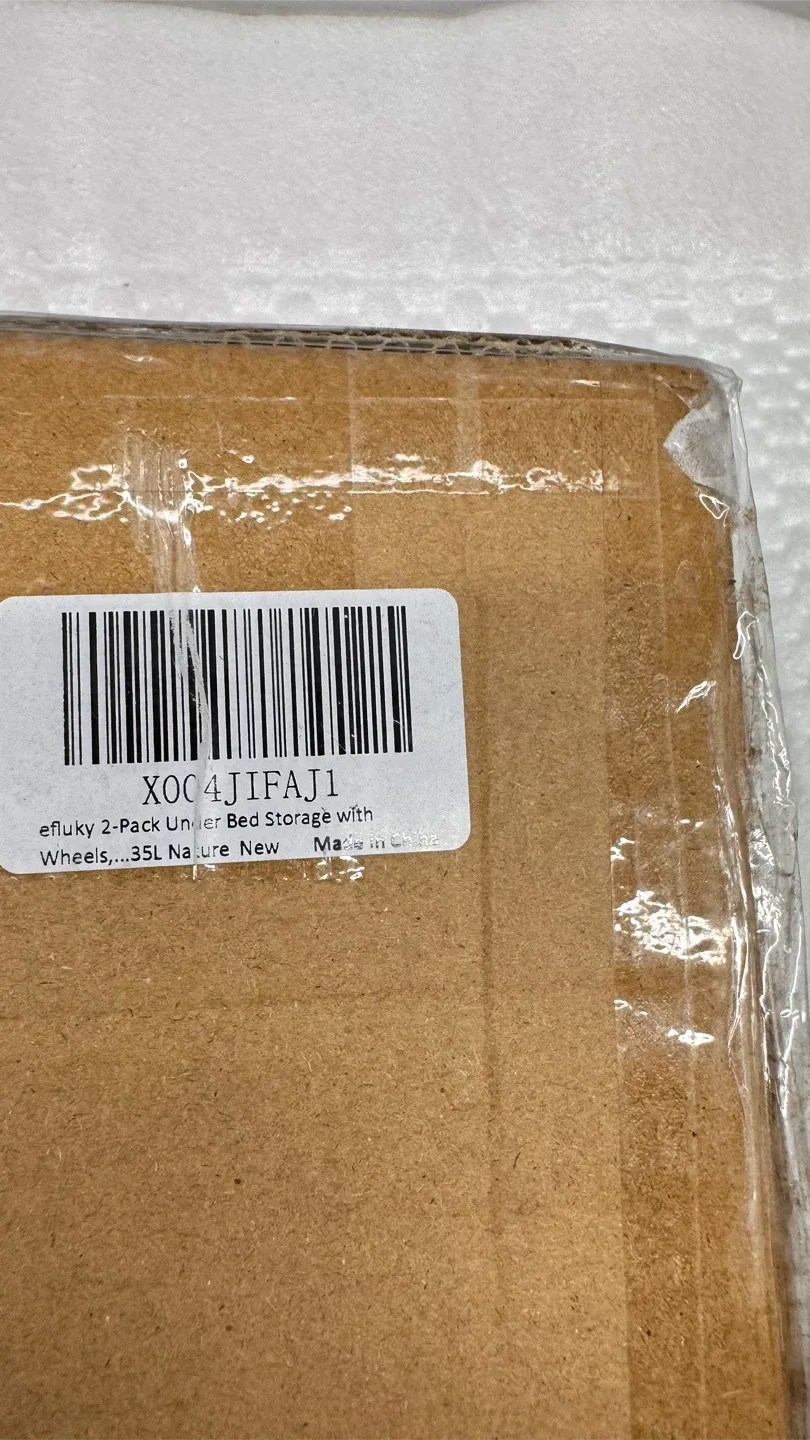 X004JIFAJ1
efluky 2-Pack Under Bed Storage with
Wheels,...35L Nature New Made in China